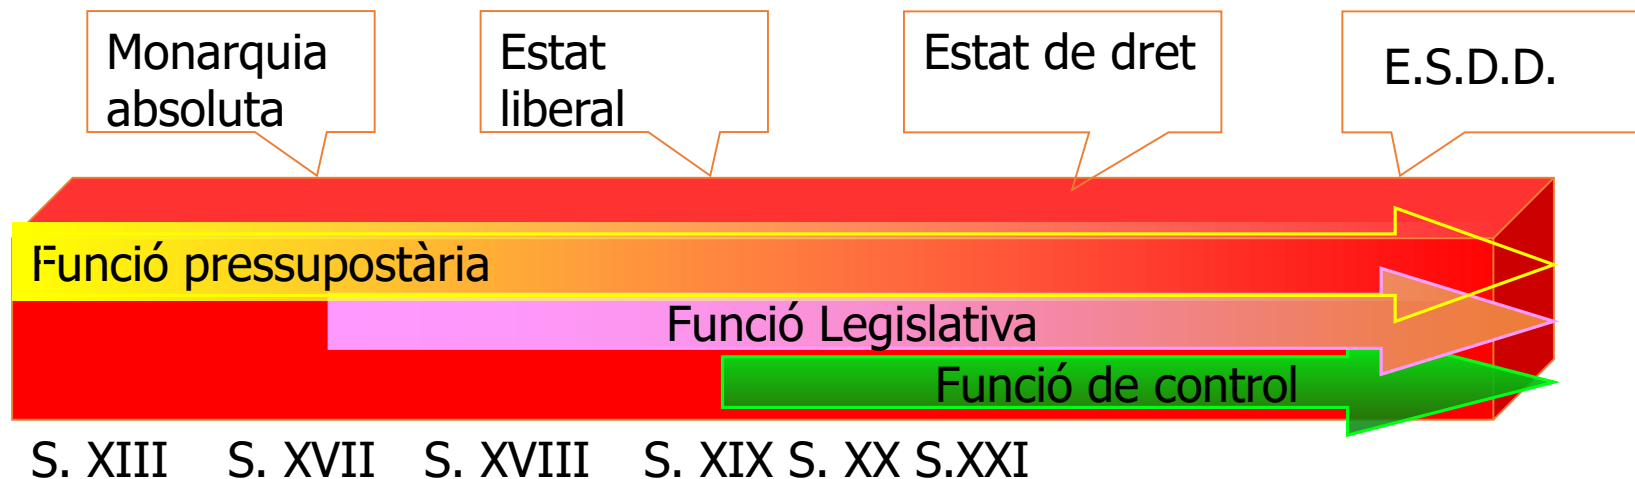 Monarquia
absoluta
Estat
liberal
Estat de dret
E.S.D.D.
Funció pressupostària
Funció Legislativa
Funció de control
S. XIII S. XVII S. XVIII S. XIX S. XX S.XXI